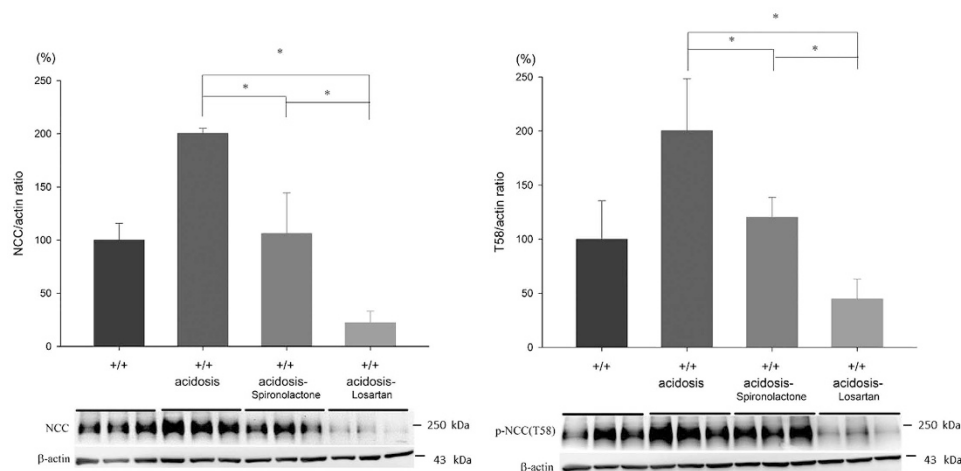 *
(%)
* *
250
200
150
100
50
0
NCC/actin ratio
+/+ +/+ +/+ +/+
acidosis acidosis- acidosis-
Spironolactone Losartan
NCC
250 kDa
β-actin
43 kDa
*
(%)
* *
250
200
150
100
50
0
T58/actin ratio
+/+ +/+ +/+ +/+
acidosis acidosis- acidosis-
Spironolactone Losartan
p-NCC(T58)
250 kDa
β-actin
43 kDa